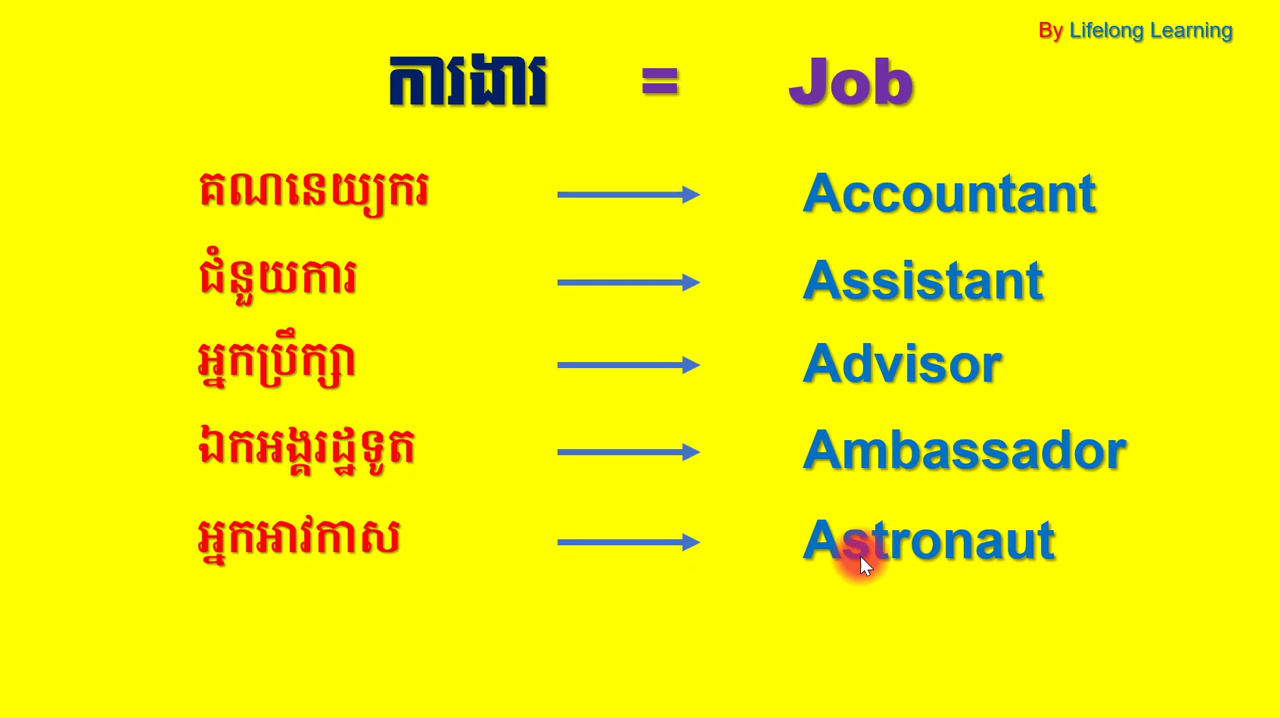 By Lifelong Learning
ការងារ = Job
គណនេយ្យករ Accountant
ជំនួយការ Assistant
អ្នកប្រឹក្សា Advisor
ឯកអង្គរដ្ឋទូត Ambassador
អ្នកអាវកាស Astronaut